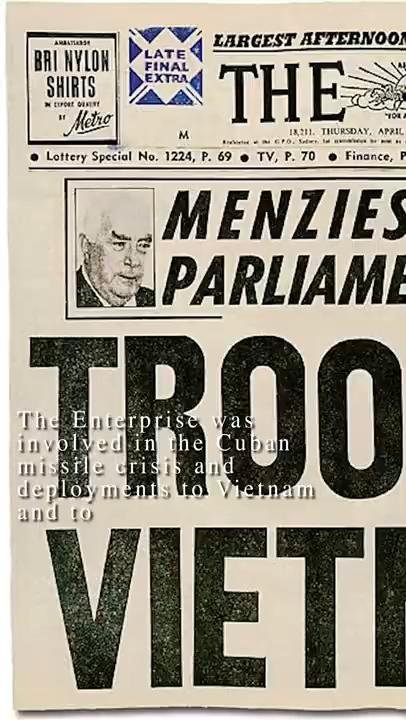 AMBASSADOR
BRI NYLON
SHIRTS
IN EXPORT QUALITY
BY Metro
LATE
FINAL
EXTRA
LARGEST AFTERNOON
THE
M
18,211. THURSDAY, APRIL
● Lottery Special No. 1224, P. 69 ● TV, P. 70 ● Finance, P
MENZIES
PARLIAME
TROO
The Enterprise was
involved in the Cuban
missile crisis and
deployments to Vietnam
and to
VIET